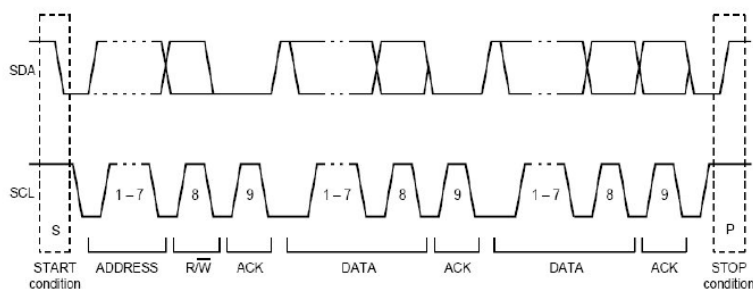 SDA
SCL
1 – 7 8 9 1 – 7 8 9 1 – 7 8 9
S P
START condition ADDRESS R/W̅ ACK DATA ACK DATA ACK STOP condition